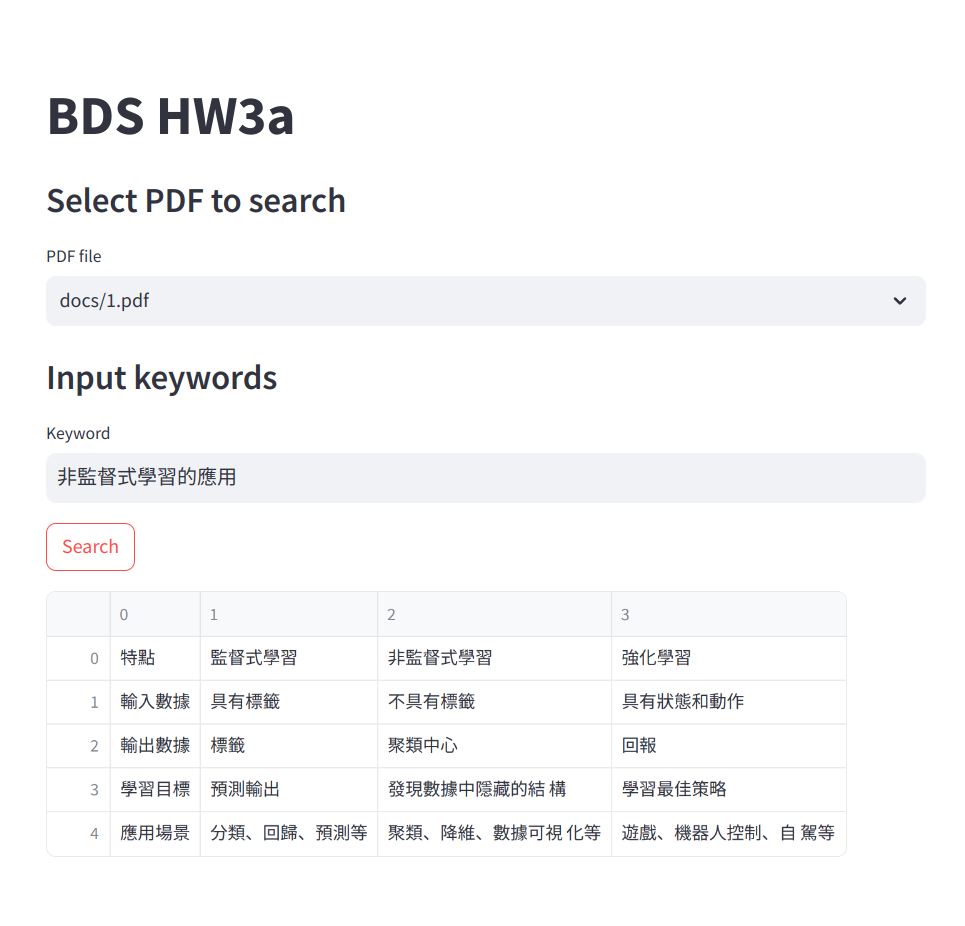 BDS HW3a
Select PDF to search
PDF file
docs/1.pdf
Input keywords
Keyword
非監督式學習的應用
Search
0 1 2 3
0 特點 監督式學習 非監督式學習 強化學習
1 輸入數據 具有標籤 不具有標籤 具有狀態和動作
2 輸出數據 標籤 聚類中心 回報
3 學習目標 預測輸出 發現數據中隱藏的結 構 學習最佳策略
4 應用場景 分類、回歸、預測等 聚類、降維、數據可視 化等 遊戲、機器人控制、自 駕等